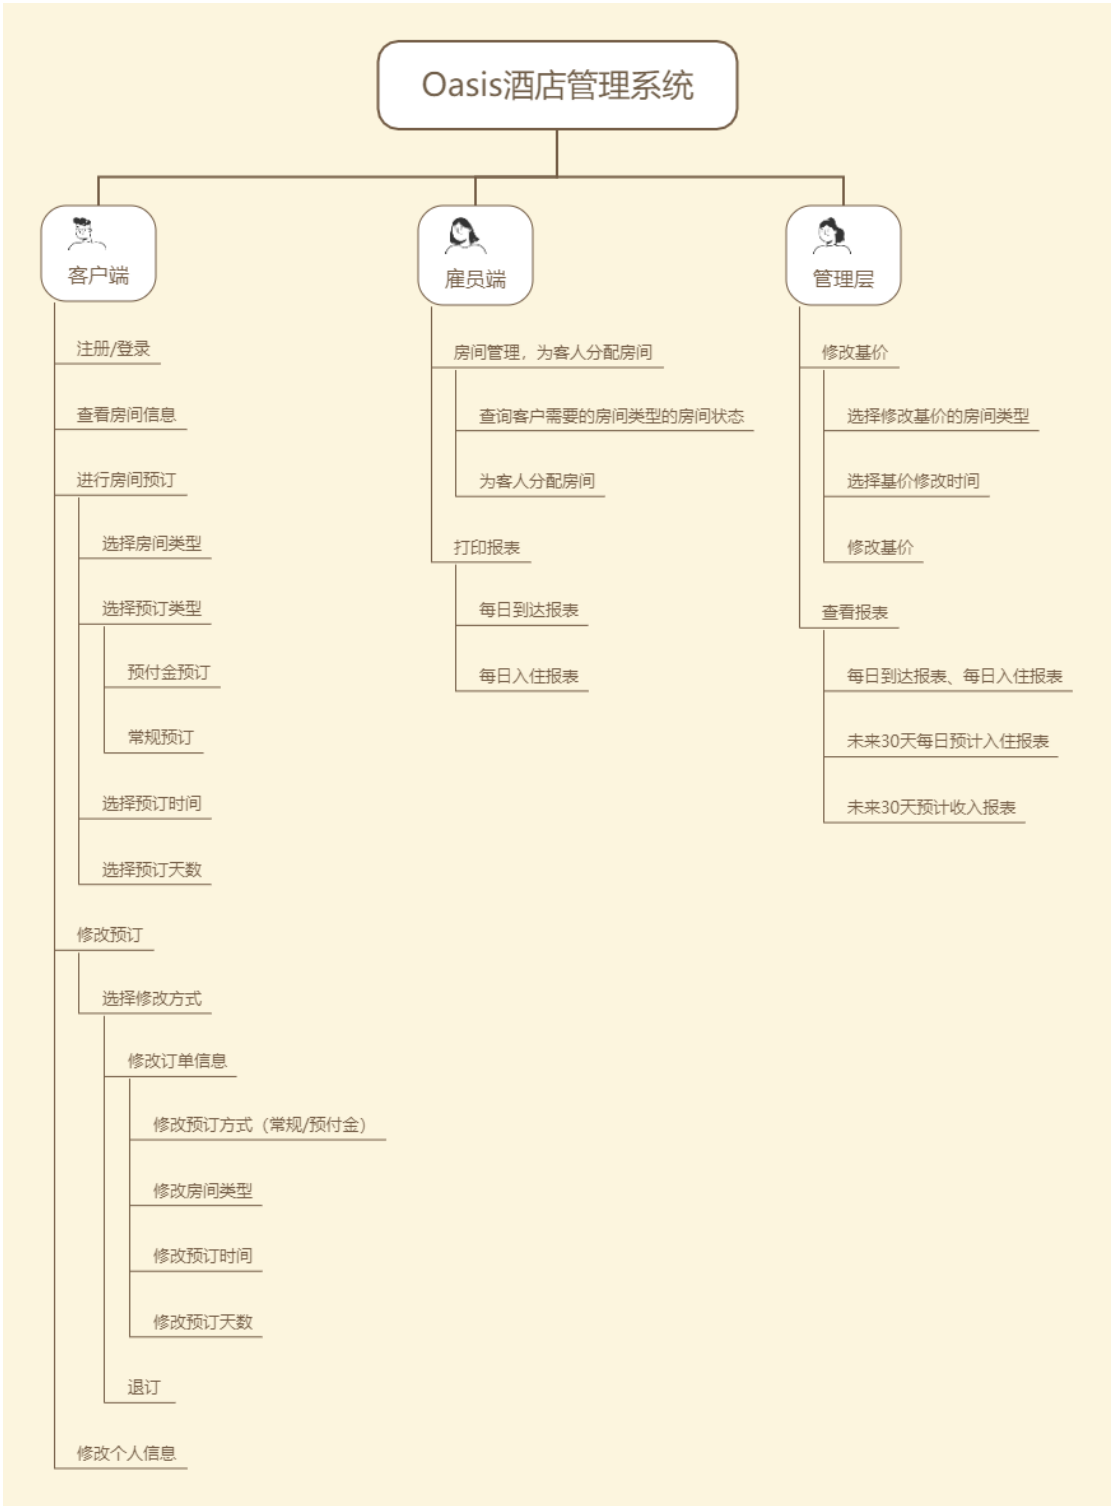 Oasis酒店管理系统
客户端
注册/登录
查看房间信息
进行房间预订
选择房间类型
选择预订类型
预付金预订
常规预订
选择预订时间
选择预订天数
修改预订
选择修改方式
修改订单信息
修改预订方式（常规/预付金）
修改房间类型
修改预订时间
修改预订天数
退订
修改个人信息
雇员端
房间管理，为客人分配房间
查询客户需要的房间类型的房间状态
为客人分配房间
打印报表
每日到达报表
每日入住报表
管理层
修改基价
选择修改基价的房间类型
选择基价修改时间
修改基价
查看报表
每日到达报表、每日入住报表
未来30天每日预计入住报表
未来30天预计收入报表